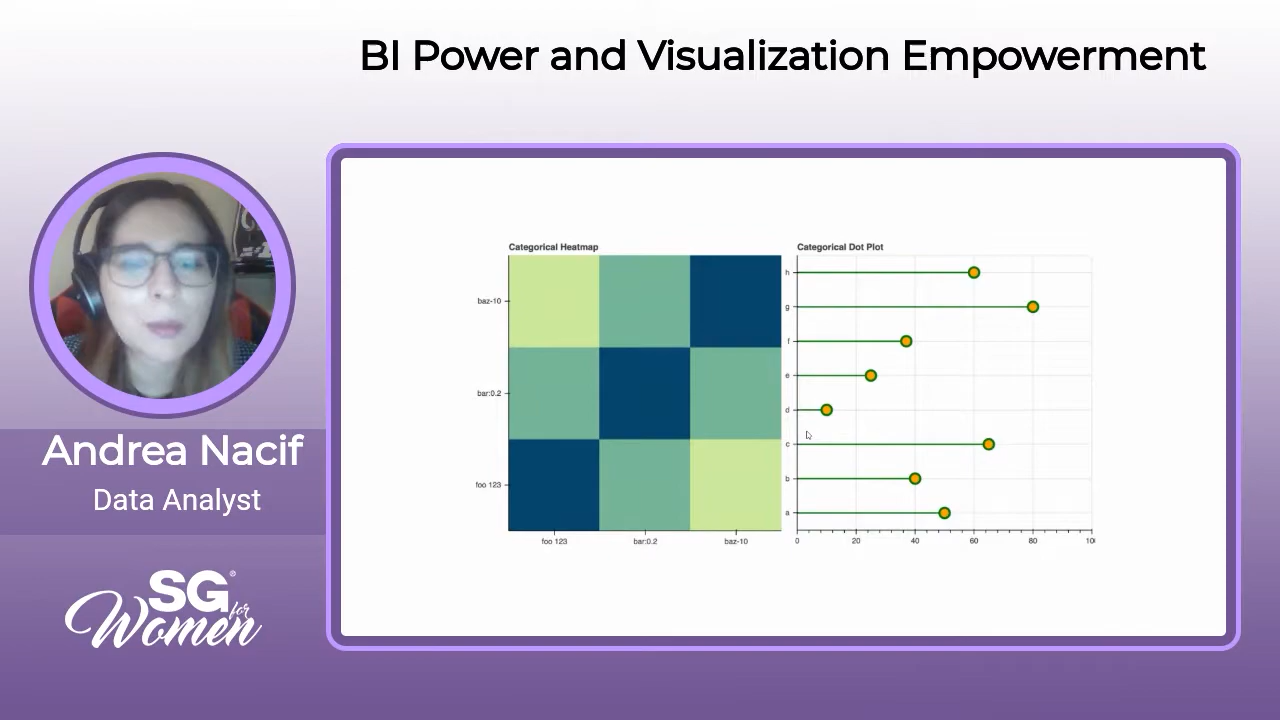 BI Power and Visualization Empowerment
Andrea Nacif
Data Analyst
SG®
for
Women
Categorical Heatmap
baz-10
bar:0.2
foo 123
foo 123
bar:0.2
baz-10
Categorical Dot Plot
h
g
f
e
d
c
b
a
0
20
40
60
80
10